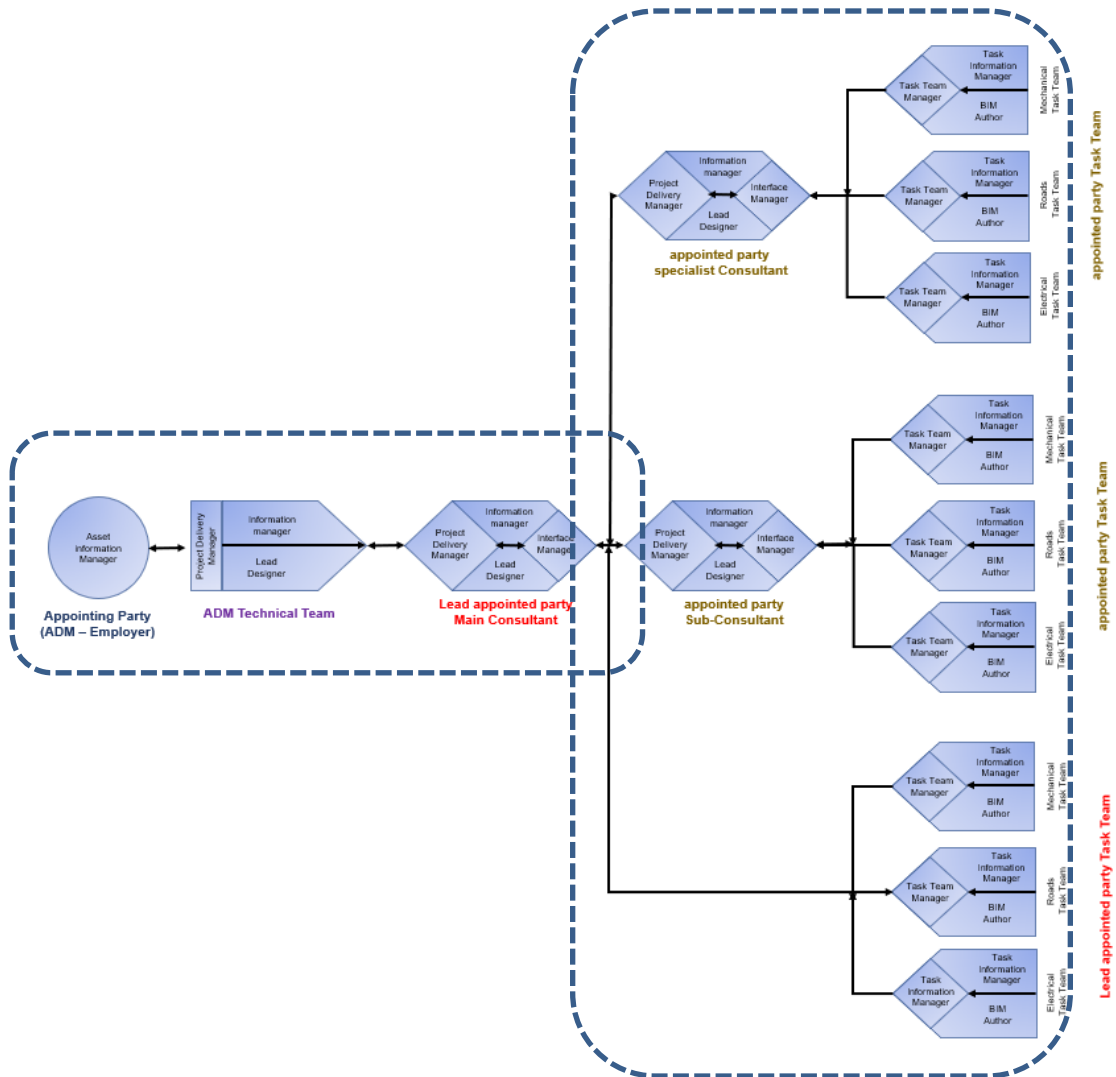 Task
Information
Manager
Task Team
Manager
BIM
Author
Mechanical
Task Team
Information
manager
Project
Delivery
Manager
Interface
Manager
Lead
Designer
appointed party
specialist Consultant
Task
Information Manager
Task Team
Manager
BIM
Author
Roads
Task Team
Task
Information Manager
Task Team
Manager
BIM
Author
Electrical
Task Team
appointed party Task Team
Asset
Information
Manager
Appointing Party
(ADM – Employer)
Project Delivery
Manager
Information
manager
Lead
Designer
ADM Technical Team
Information
manager
Project
Delivery
Manager
Interface
Manager
Lead
Designer
Lead appointed party
Main Consultant
Information
manager
Project
Delivery
Manager
Interface
Manager
Lead
Designer
appointed party
Sub-Consultant
Task
Information
Manager
Task Team
Manager
BIM
Author
Mechanical
Task Team
Task
Information Manager
Task Team
Manager
BIM
Author
Roads
Task Team
Task
Information Manager
Task Team
Manager
BIM
Author
Electrical
Task Team
appointed party Task Team
Task
Information
Manager
Task Team
Manager
BIM
Author
Mechanical
Task Team
Task
Information
Manager
Task Team
Manager
BIM
Author
Roads
Task Team
Task
Information Manager
Task
Information
Manager
BIM
Author
Electrical
Task Team
Lead appointed party Task Team